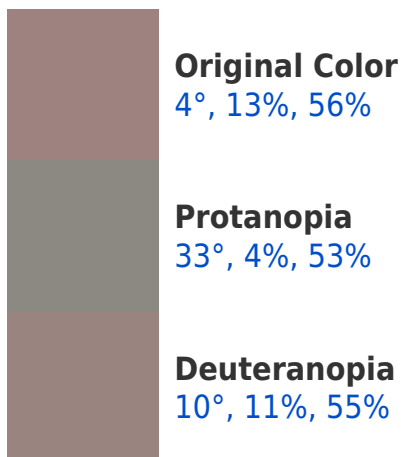 Original Color
4°, 13%, 56%
Protanopia
33°, 4%, 53%
Deuteranopia
10°, 11%, 55%